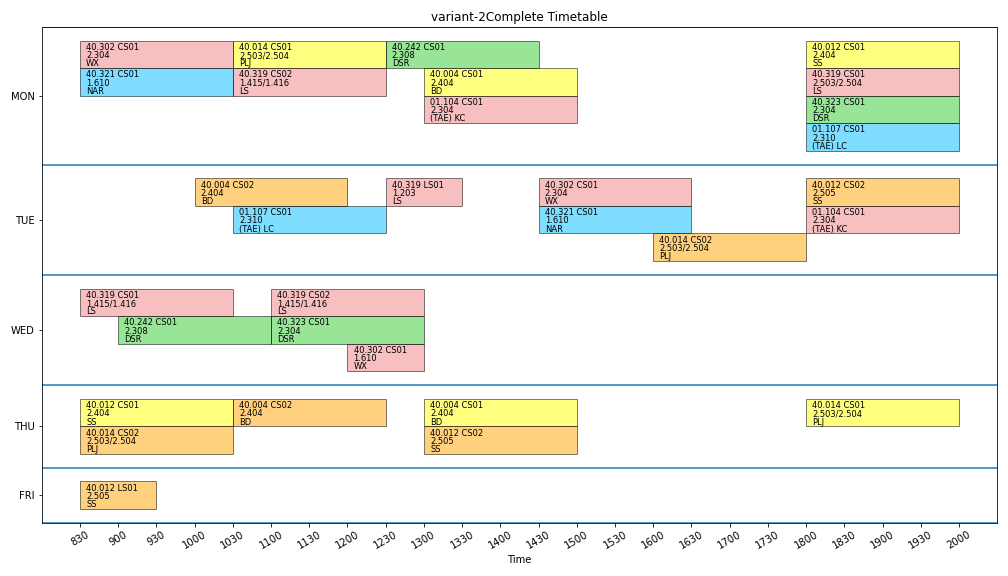 variant-2Complete Timetable
MON
40.302 CS01
2.304
WX
40.014 CS01
2.503/2.504
PLJ
40.242 CS01
2.308
DSR
40.012 CS01
2.404
SS
40.321 CS01
1.610
NAR
40.319 CS02
1.415/1.416
LS
40.004 CS01
2.404
BD
40.319 CS01
2.503/2.504
LS
01.104 CS01
2.304
(TAE) KC
40.323 CS01
2.304
DSR
01.107 CS01
2.310
(TAE) LC
TUE
40.004 CS02
2.404
BD
40.319 LS01
1.203
LS
40.302 CS01
2.304
WX
40.012 CS02
2.505
SS
01.107 CS01
2.310
(TAE) LC
40.321 CS01
1.610
NAR
01.104 CS01
2.304
(TAE) KC
40.014 CS02
2.503/2.504
PLJ
WED
40.319 CS01
1.415/1.416
LS
40.319 CS02
1.415/1.416
LS
40.242 CS01
2.308
DSR
40.323 CS01
2.304
DSR
40.302 CS01
1.610
WX
THU
40.012 CS01
2.404
SS
40.004 CS02
2.404
BD
40.004 CS01
2.404
BD
40.014 CS01
2.503/2.504
PLJ
40.014 CS02
2.503/2.504
PLJ
40.012 CS02
2.505
SS
FRI
40.012 LS01
2.505
SS
830 900 930 1000 1030 1100 1130 1200 1230 1300 1330 1400 1430 1500 1530 1600 1630 1700 1730 1800 1830 1900 1930 2000
Time